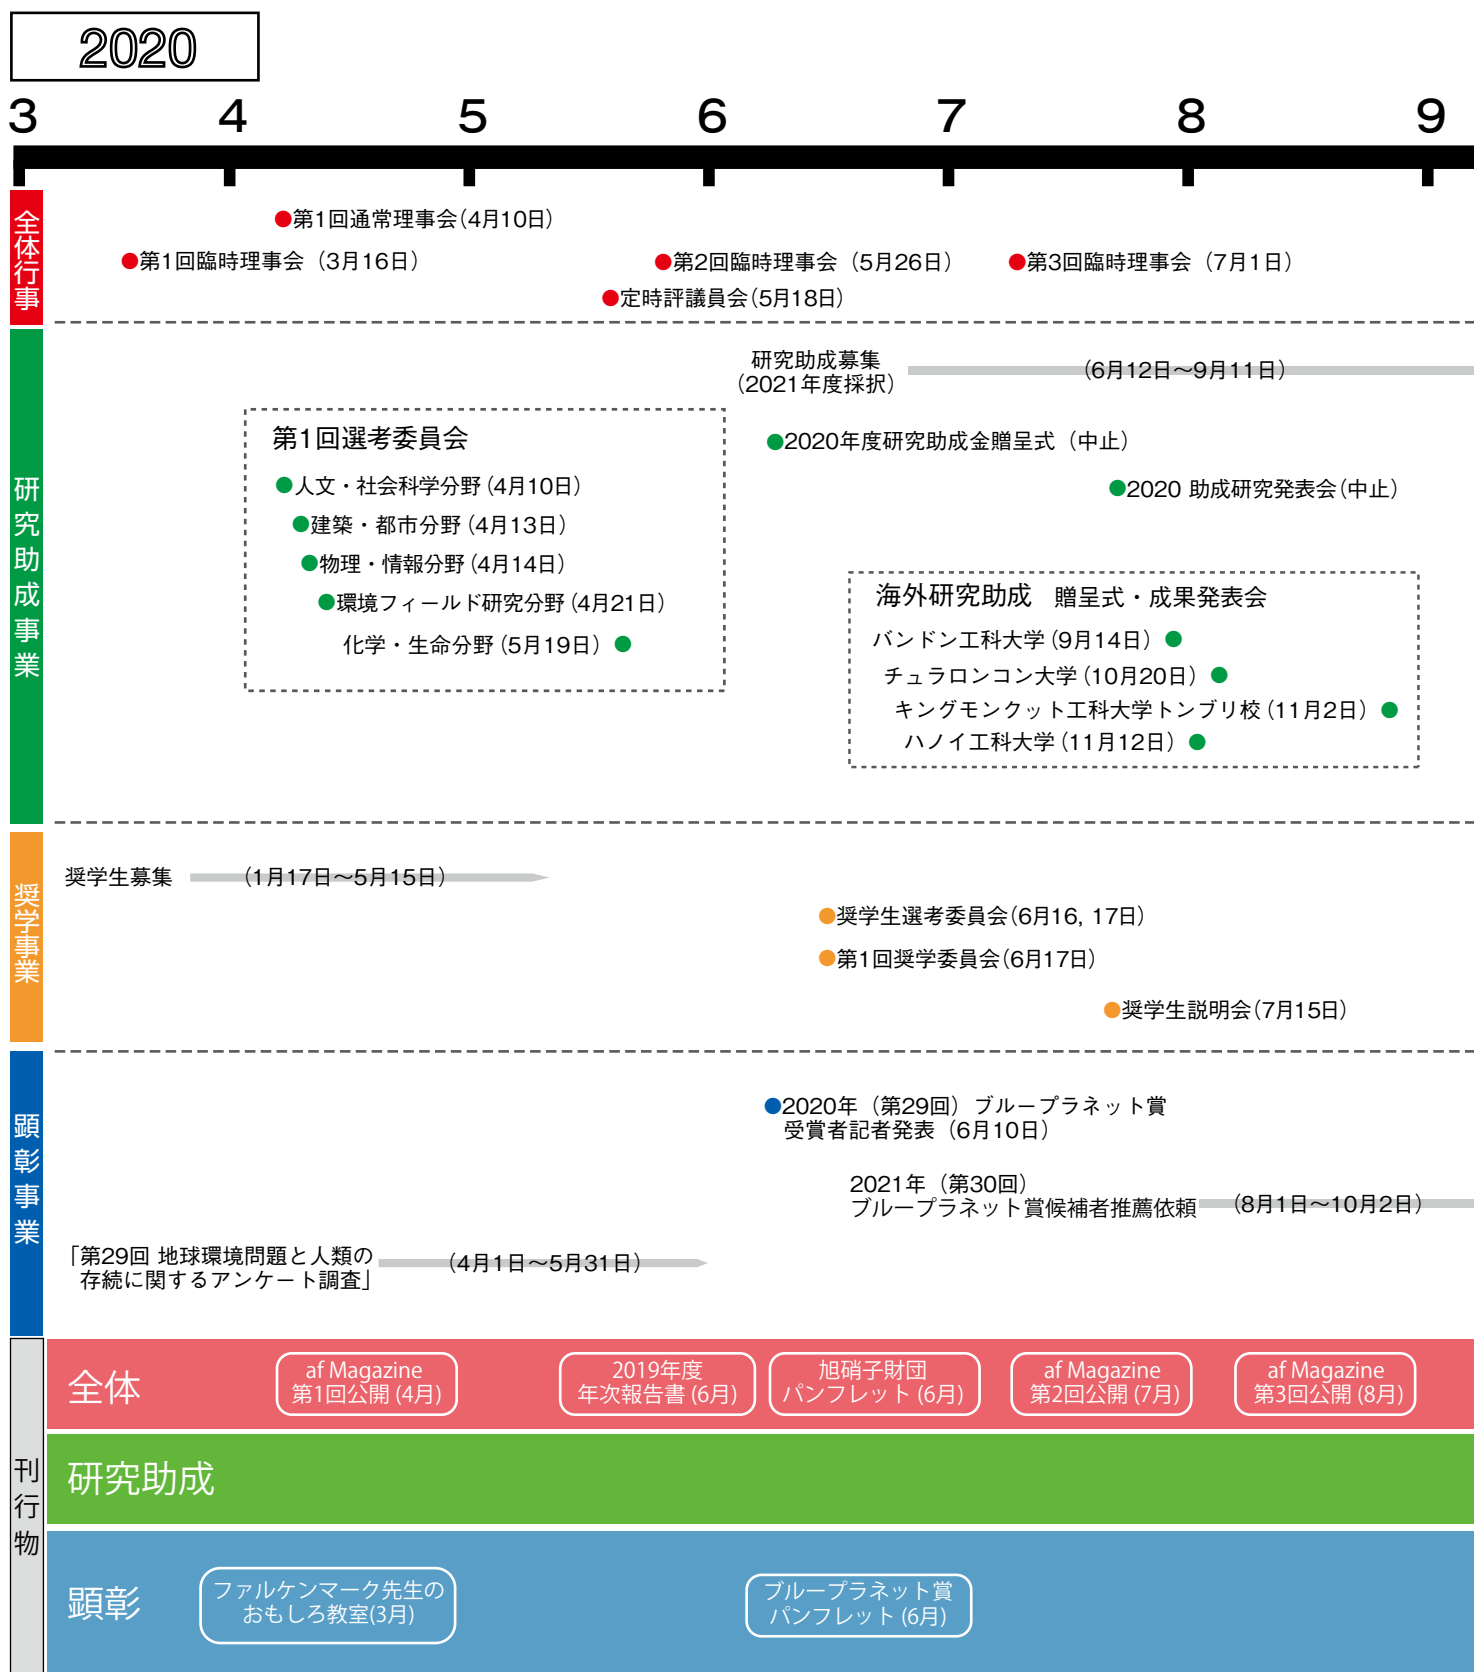 2020
3 4 5 6 7 8 9
全体行事
●第1回通常理事会(4月10日)
●第1回臨時理事会（3月16日）
●第2回臨時理事会（5月26日）
●第3回臨時理事会（7月1日）
●定時評議員会(5月18日)
研究助成事業
研究助成募集
（2021年度採択）
(6月12日〜9月11日)
第1回選考委員会
●人文・社会科学分野(4月10日)
●建築・都市分野(4月13日)
●物理・情報分野(4月14日)
●環境フィールド研究分野(4月21日)
化学・生命分野(5月19日)●
●2020年度研究助成金贈呈式（中止）
●2020 助成研究発表会(中止)
海外研究助成 贈呈式・成果発表会
バンドン工科大学(9月14日)●
チュラロンコン大学(10月20日)●
キングモンクット工科大学トンブリ校(11月2日)●
ハノイ工科大学(11月12日)●
奨学事業
奨学生募集 (1月17日〜5月15日)
●奨学生選考委員会(6月16, 17日)
●第1回奨学委員会(6月17日)
●奨学生説明会(7月15日)
顕彰事業
●2020年（第29回）ブループラネット賞
受賞者記者発表（6月10日）
2021年（第30回）
ブループラネット賞候補者推薦依頼 (8月1日〜10月2日)
「第29回 地球環境問題と人類の
存続に関するアンケート調査」
(4月1日〜5月31日)
刊行物
全体
af Magazine
第1回公開(4月)
2019年度
年次報告書(6月)
旭硝子財団
パンフレット(6月)
af Magazine
第2回公開(7月)
af Magazine
第3回公開(8月)
研究助成
顕彰
ファルケンマーク先生の
おもしろ教室(3月)
ブループラネット賞
パンフレット(6月)